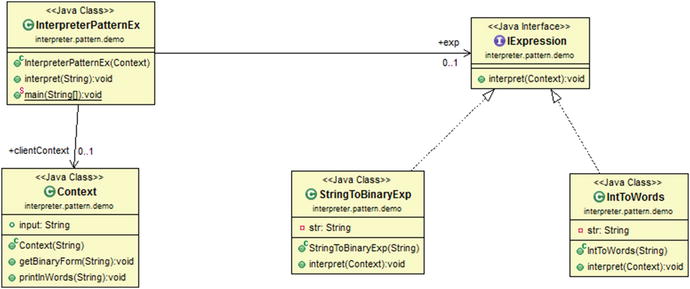 <<Java Class>>
InterpreterPatternEx
interpreter.pattern.demo
InterpreterPatternEx(Context)
interpret(String):void
main(String[]):void
+exp
0..1
<<Java Interface>>
IExpression
interpreter.pattern.demo
interpret(Context):void
+clientContext
0..1
<<Java Class>>
Context
interpreter.pattern.demo
input: String
Context(String)
getBinaryForm(String):void
printInWords(String):void
<<Java Class>>
StringToBinaryExp
interpreter.pattern.demo
str: String
StringToBinaryExp(String)
interpret(Context):void
<<Java Class>>
IntToWords
interpreter.pattern.demo
str: String
IntToWords(String)
interpret(Context):void